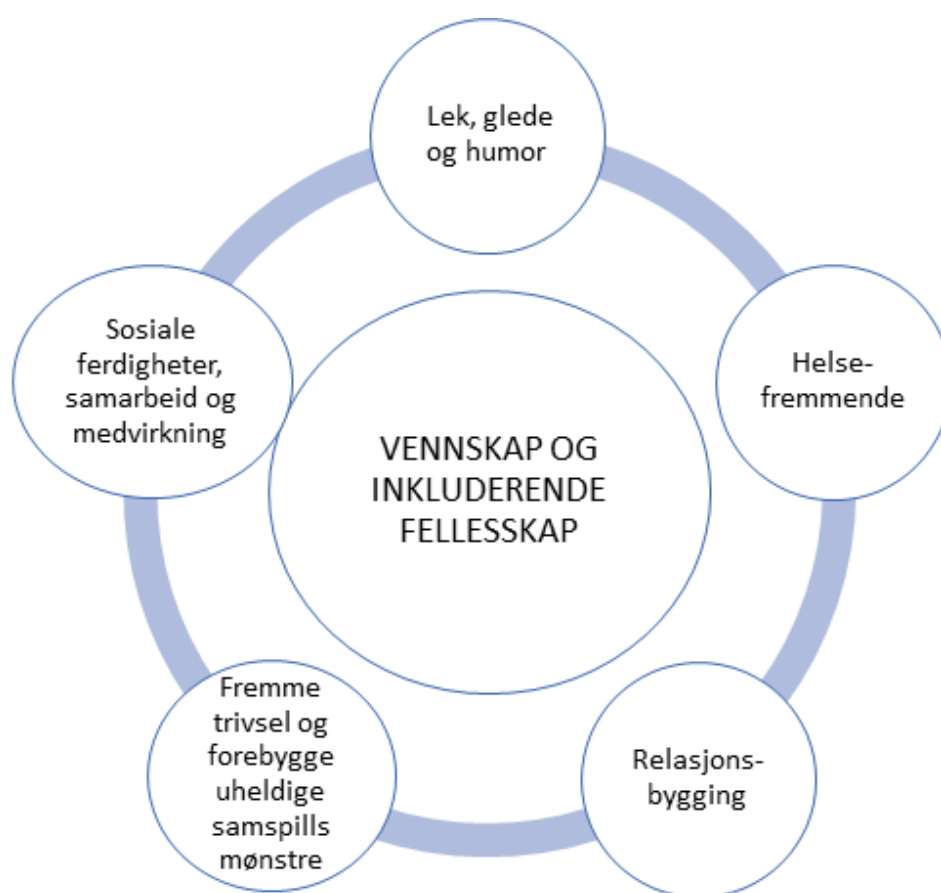 Lek, glede
og humor
Helse-
fremmende
Relasjons-
bygging
Fremme
trivsel og
forebygge
uheldige
samspills
mønstre
Sosiale
ferdigheter,
samarbeid og
medvirkning
VENNSKAP OG
INKLUDERENDE
FELLESSKAP